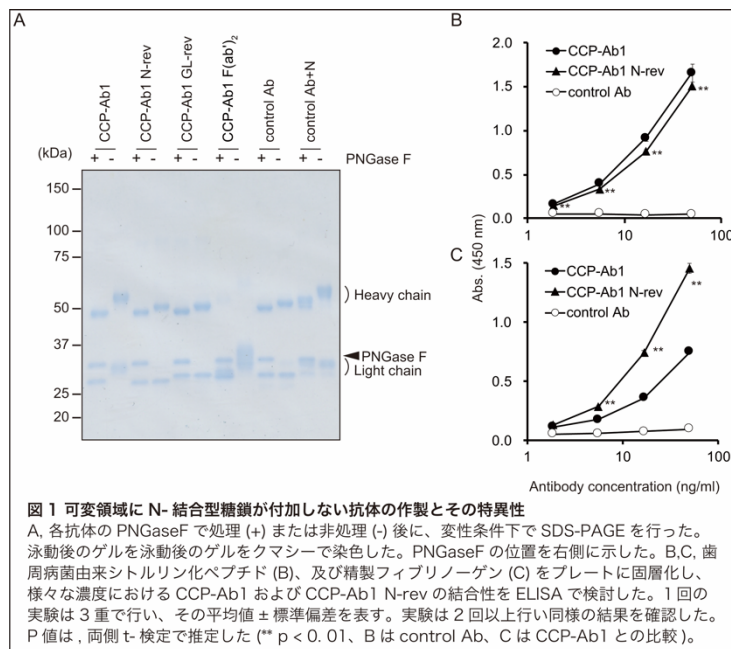 A
CCP-Ab1
CCP-Ab1 N-rev
CCP-Ab1 GL-rev
CCP-Ab1 F(ab')2
control Ab
control Ab+N
(kDa)
+ - + - + - + - + - + - PNGase F
150
100
75
50
37
25
20
Heavy chain
PNGase F
Light chain
B
2.0
1.5
1.0
0.5
0.0
CCP-Ab1
CCP-Ab1 N-rev
control Ab
**
**
**
**
1 10 100
C
Abs. (450 nm)
1.5
1.0
0.5
0.0
CCP-Ab1
CCP-Ab1 N-rev
control Ab
**
**
**
1 10 100
Antibody concentration (ng/ml)
図1 可変領域に N- 結合型糖鎖が付加しない抗体の作製とその特異性
A, 各抗体の PNGaseF で処理 (+) または非処理 (-) 後に、変性条件下で SDS-PAGE を行った。
泳動後のゲルを泳動後のゲルをクマシーで染色した。PNGaseF の位置を右側に示した。B,C, 歯
周病菌由来シトルリン化ペプチド (B)、及び精製フィブリノーゲン (C) をプレートに固層化し、
様々な濃度における CCP-Ab1 および CCP-Ab1 N-rev の結合性を ELISA で検討した。1 回の
実験は 3 重で行い、その平均値 ± 標準偏差を表す。実験は 2 回以上行い同様の結果を確認した。
P 値は , 両側 t- 検定で推定した (** p < 0. 01、B は control Ab、C は CCP-Ab1 との比較 )。